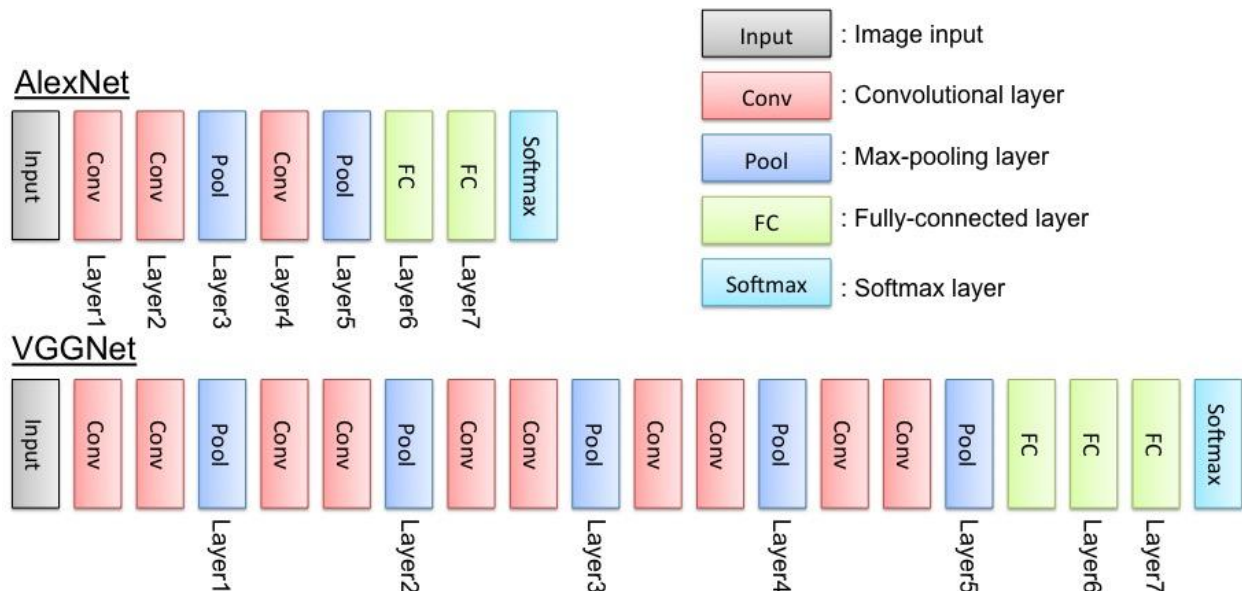 Input : Image input
Conv : Convolutional layer
Pool : Max-pooling layer
FC : Fully-connected layer
Softmax : Softmax layer
AlexNet
Input Conv Conv Pool Conv Pool FC FC Softmax
Layer1 Layer2 Layer3 Layer4 Layer5 Layer6 Layer7
VGGNet
Input Conv Conv Pool Conv Conv Pool Conv Conv Pool Conv Conv Pool Conv Conv Pool FC FC FC Softmax
Layer1 Layer2 Layer3 Layer4 Layer5 Layer6 Layer7